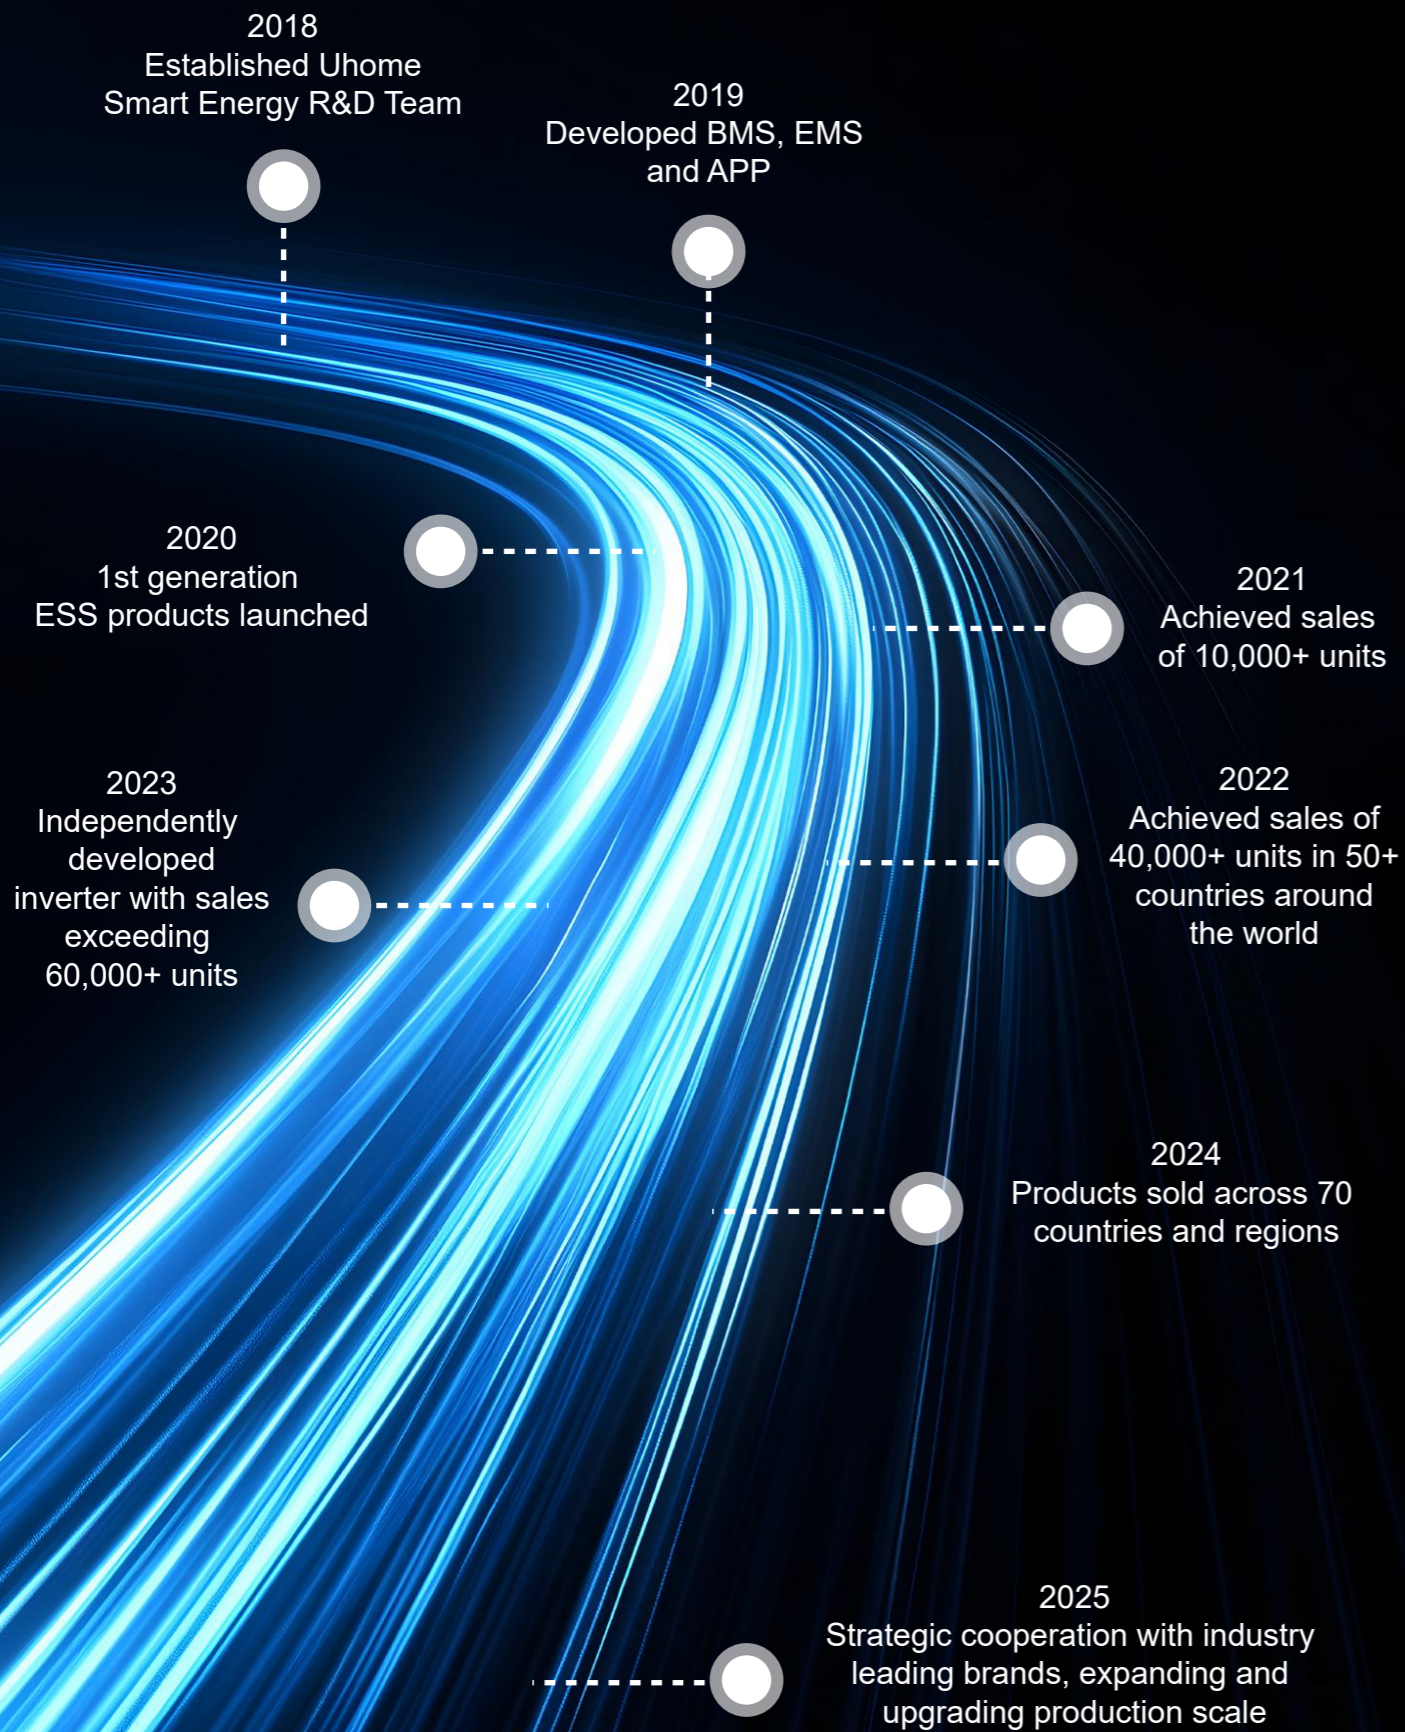 2018
Established Uhome
Smart Energy R&D Team
2019
Developed BMS, EMS
and APP
2020
1st generation
ESS products launched
2021
Achieved sales
of 10,000+ units
2022
Achieved sales of
40,000+ units in 50+
countries around
the world
2023
Independently
developed
inverter with sales
exceeding
60,000+ units
2024
Products sold across 70
countries and regions
2025
Strategic cooperation with industry
leading brands, expanding and
upgrading production scale